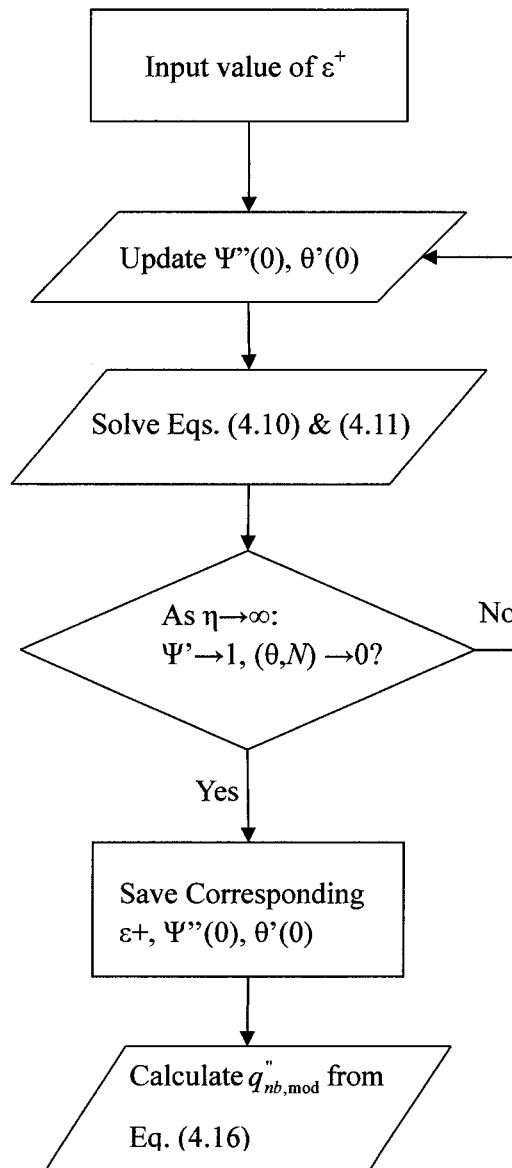 Input value of ε⁺
Update Ψ”(0), θ’(0)
Solve Eqs. (4.10) & (4.11)
As η→∞:
Ψ’→1, (θ,N) →0?
No
Yes
Save Corresponding
ε+, Ψ”(0), θ’(0)
Calculate q"nb,mod from
Eq. (4.16)